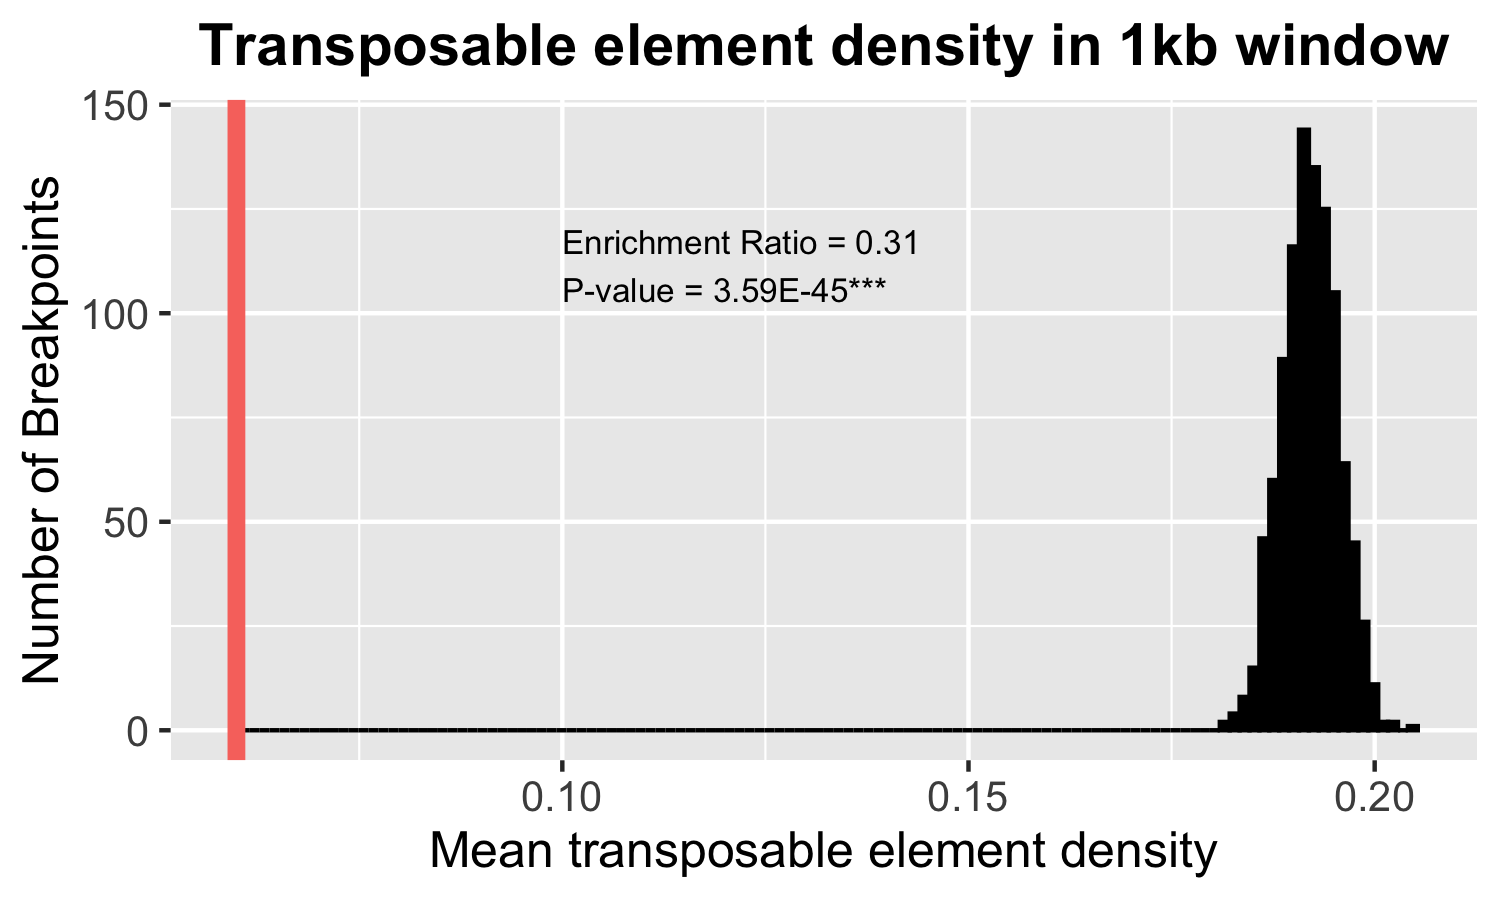 Transposable element density in 1kb window
Number of Breakpoints
150
100
50
0
Enrichment Ratio = 0.31
P-value = 3.59E-45***
0.10
0.15
0.20
Mean transposable element density